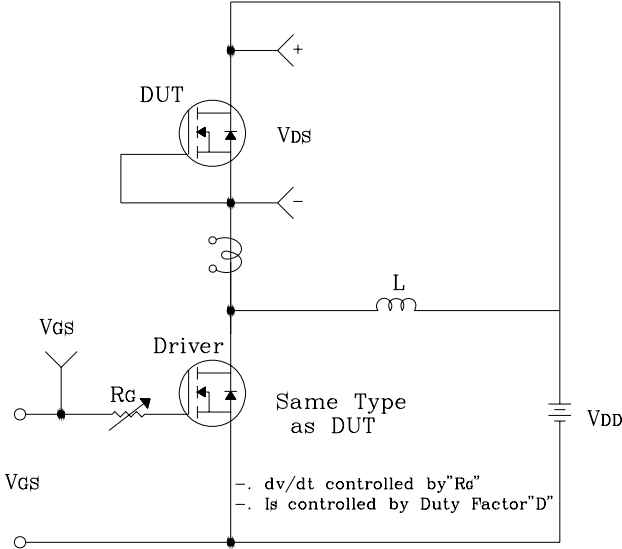 +
DUT
VDS
−
L
VGS
Driver
RG
Same Type
as DUT
VDD
VGS
−. dv/dt controlled by"RG"
−. Is controlled by Duty Factor"D"